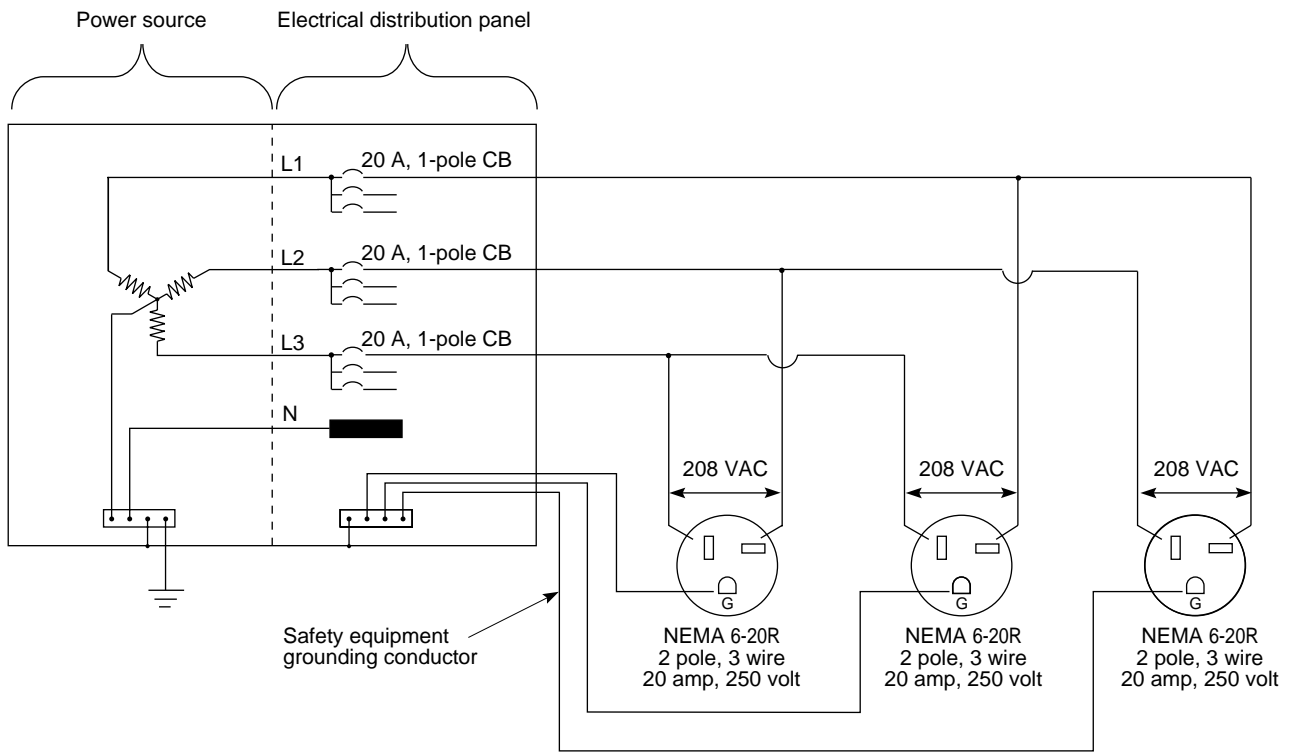 Power source
Electrical distribution panel
L1
20 A, 1-pole CB
L2
20 A, 1-pole CB
L3
20 A, 1-pole CB
N
208 VAC
208 VAC
208 VAC
G
G
G
Safety equipment
grounding conductor
NEMA 6-20R
2 pole, 3 wire
20 amp, 250 volt
NEMA 6-20R
2 pole, 3 wire
20 amp, 250 volt
NEMA 6-20R
2 pole, 3 wire
20 amp, 250 volt